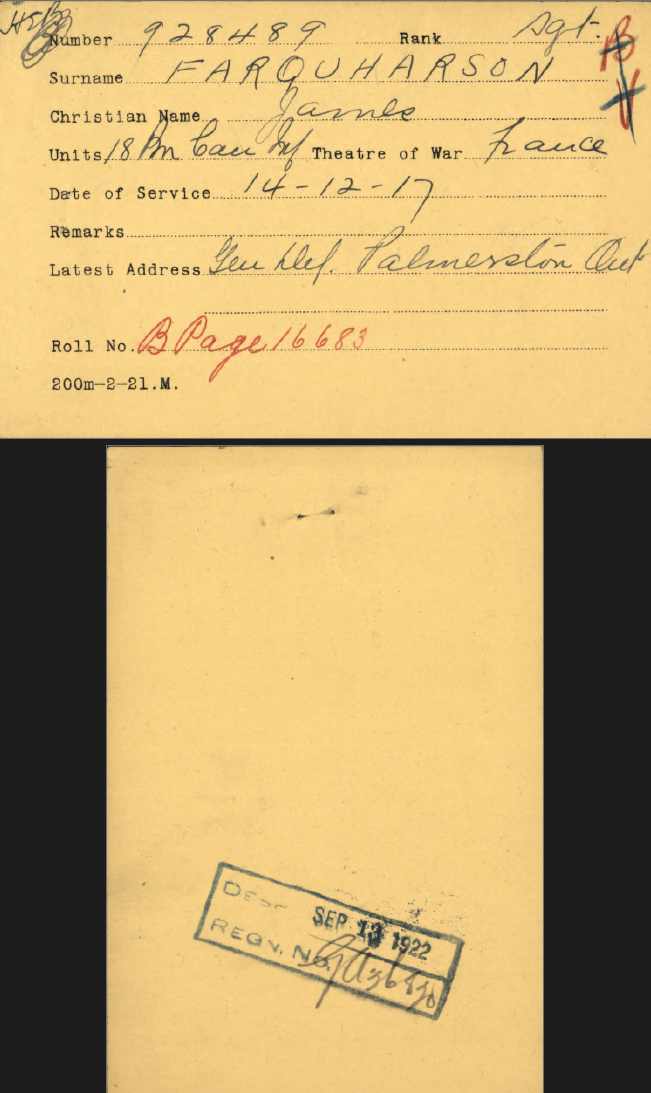 Number 928489 Rank Sgt. B
Surname FARQUHARSON V
Christian Name James
Units 18 Bn Can Inf Theatre of War France
Date of Service 14-12-17
Remarks
Latest Address Gen Del. Palmerston Ont
Roll No. B Page 16683
200m-2-21.M.
DESP SEP 13 1922
REGN. No.